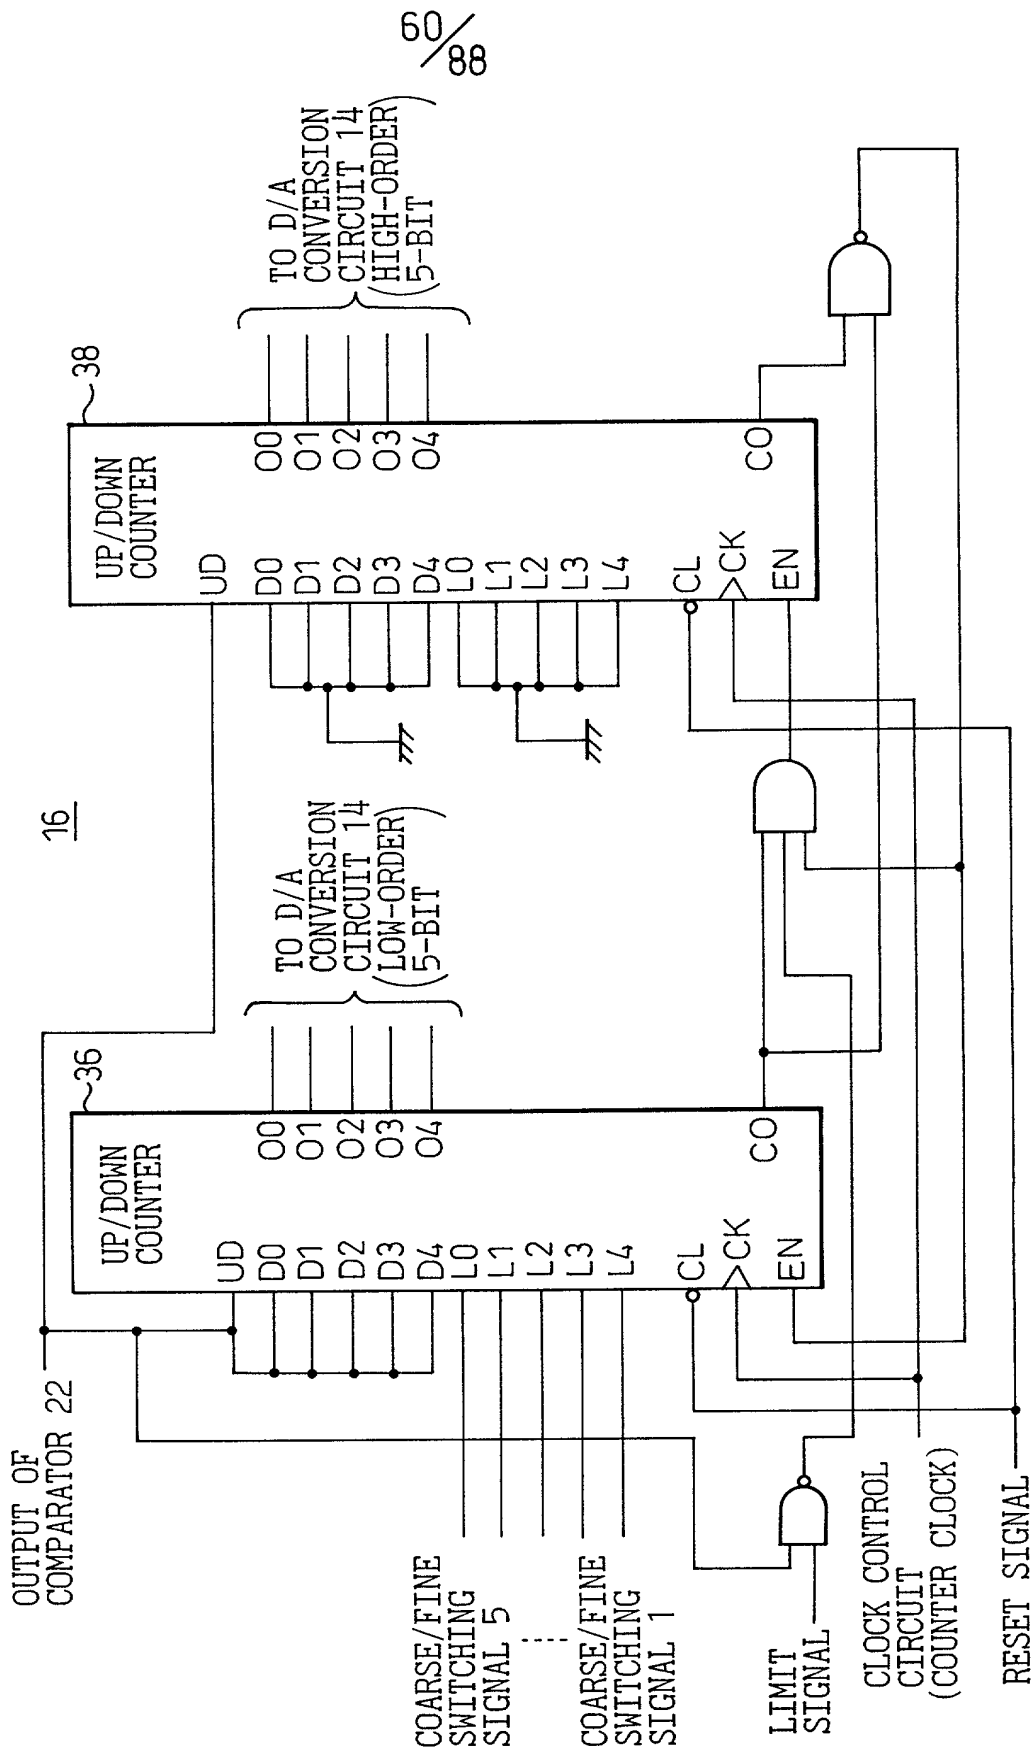 60/88
16
OUTPUT OF
COMPARATOR 22
36
UP/DOWN
COUNTER
UD
D0
D1
D2
D3
D4
L0
L1
L2
L3
L4
CL
CK
EN
O0
O1
O2
O3
O4
CO
TO D/A
CONVERSION
CIRCUIT 14
(LOW-ORDER
5-BIT)
38
UP/DOWN
COUNTER
UD
D0
D1
D2
D3
D4
L0
L1
L2
L3
L4
CL
CK
EN
O0
O1
O2
O3
O4
CO
TO D/A
CONVERSION
CIRCUIT 14
(HIGH-ORDER
5-BIT)
COARSE/FINE
SWITCHING
SIGNAL 5
COARSE/FINE
SWITCHING
SIGNAL 1
LIMIT
SIGNAL
CLOCK CONTROL
CIRCUIT
(COUNTER CLOCK)
RESET SIGNAL